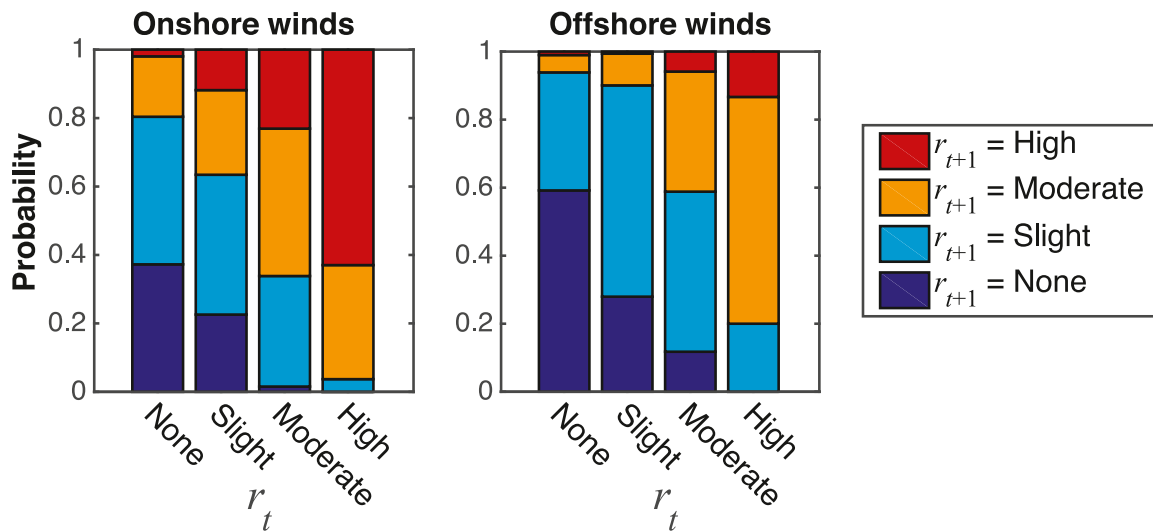 Onshore winds
Offshore winds
Probability
1
0.8
0.6
0.4
0.2
0
None
Slight
Moderate
High
r_t
1
0.8
0.6
0.4
0.2
0
None
Slight
Moderate
High
r_t
r_{t+1} = High
r_{t+1} = Moderate
r_{t+1} = Slight
r_{t+1} = None